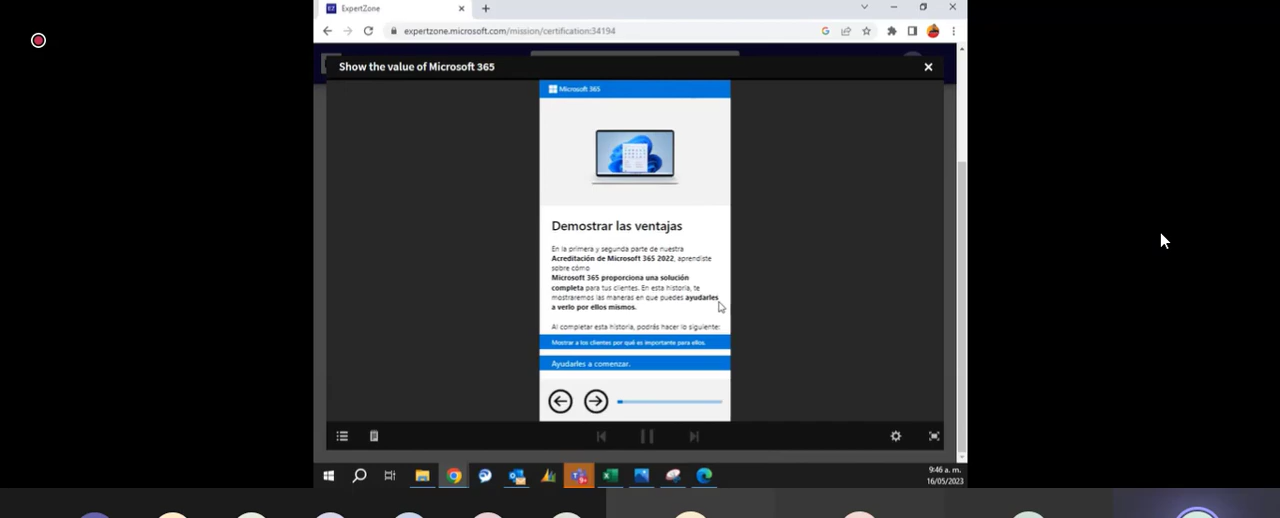 ExpertZone
expertzone.microsoft.com/mission/certification:34194
Show the value of Microsoft 365
Microsoft 365
Demostrar las ventajas
En la primera y segunda parte de nuestra
Acreditación de Microsoft 365 2022, aprendiste
sobre cómo
Microsoft 365 proporciona una solución
completa para tus clientes. En esta historia, te
mostraremos las maneras en que puedes ayudarles
a verlo por ellos mismos.
Al completar esta historia, podrás hacer lo siguiente:
Mostrar a los clientes por qué es importante para ellos.
Ayudarles a comenzar.
9:46 a. m.
16/05/2023